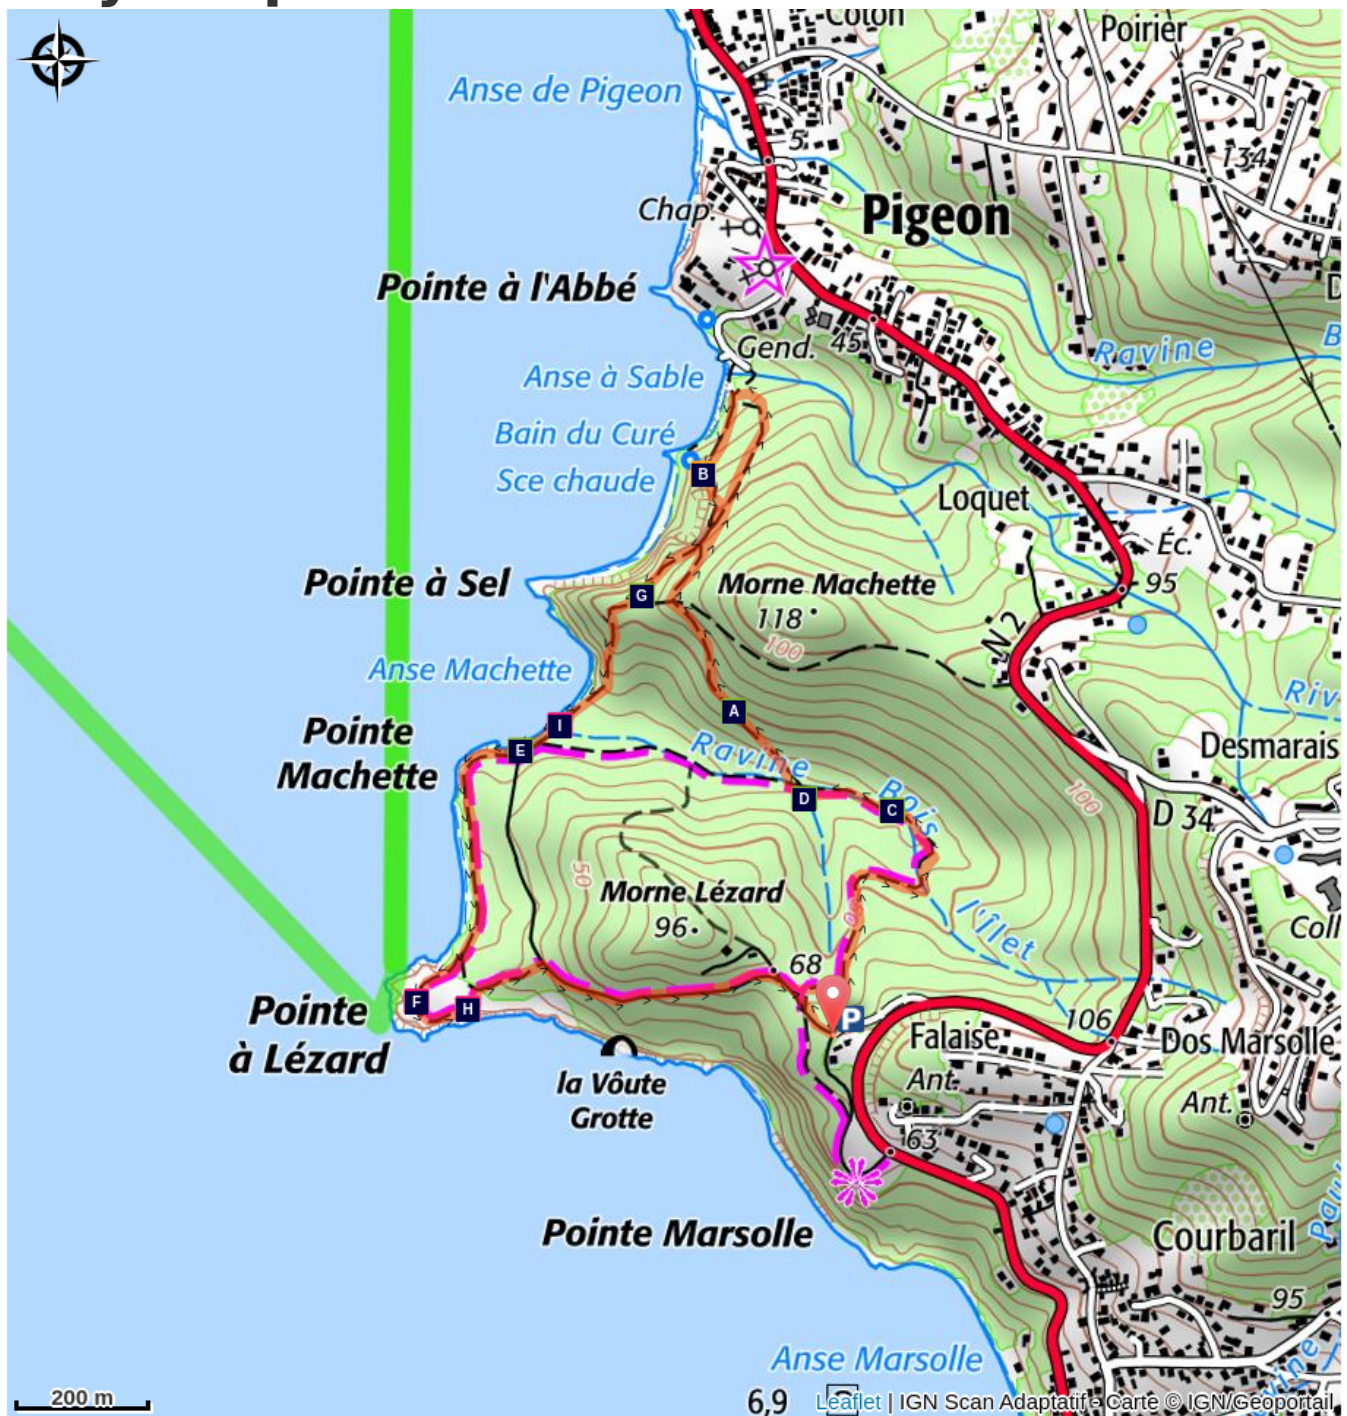 Colon
Poirier
Anse de Pigeon
5
134
Chap.
Pigeon
Pointe à l'Abbé
Gend.
45
Ravine
B
Anse à Sable
Bain du Curé
B
Sce chaude
Loquet
Éc.
Pointe à Sel
G
Morne Machette
118
100
95
N 2
Anse Machette
A
I
E
Pointe
Machette
Ravine
Riv
Desmarais
D
C
Bois
100
D 34
50
Morne Lézard
96
l'îlet
Coll
68
F
H
P
Pointe
à Lézard
Falaise
106
Dos Marsolle
la Vôute
Grotte
Ant.
Ant.
63
Pointe Marsolle
Courbaril
95
Anse Marsolle
200 m
6,9
Leaflet | IGN Scan Adaptatif - Carte © IGN/Geoportail